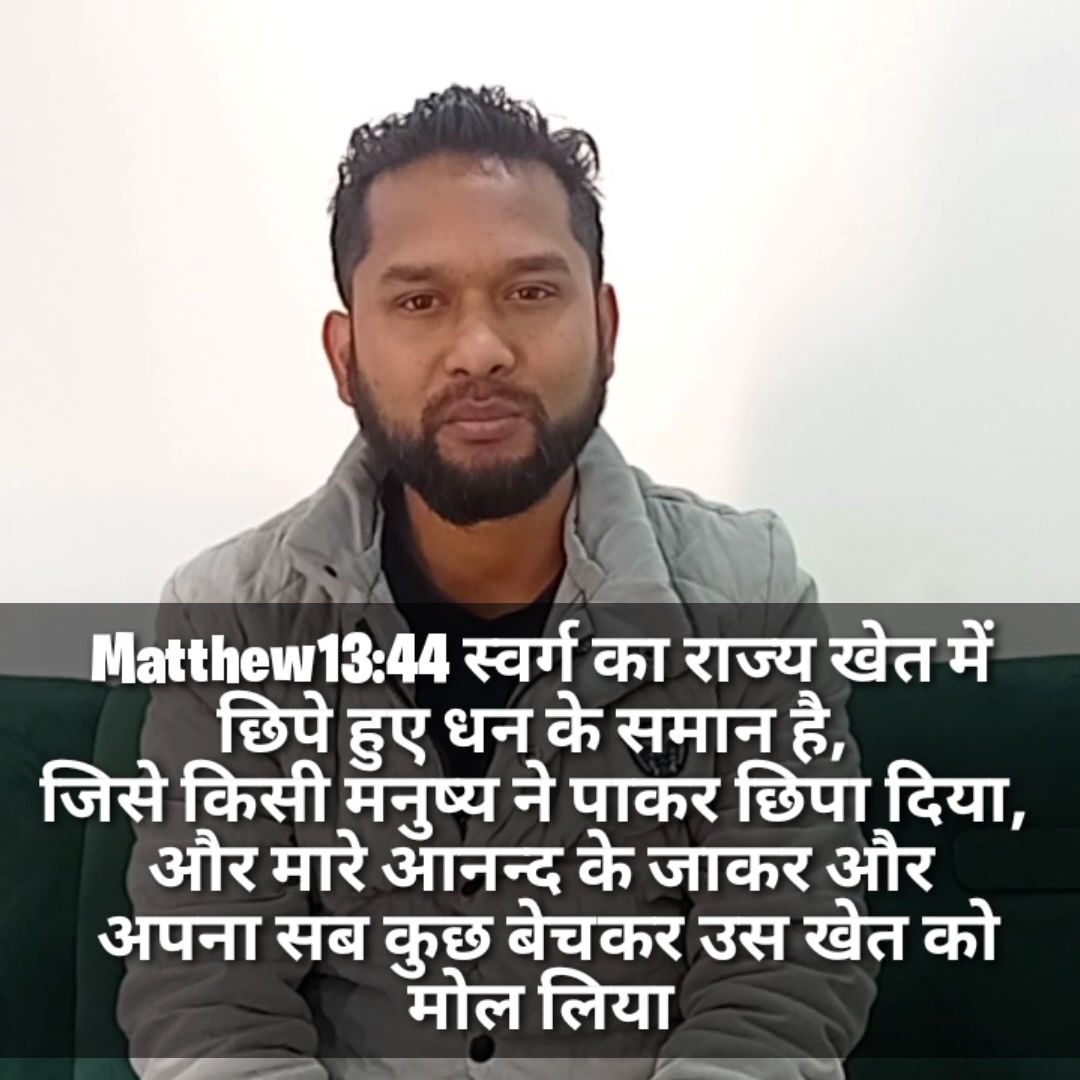 Matthew13:44 स्वर्ग का राज्य खेत में
छिपे हुए धन के समान है,
जिसे किसी मनुष्य ने पाकर छिपा दिया,
और मारे आनन्द के जाकर और
अपना सब कुछ बेचकर उस खेत को
मोल लिया